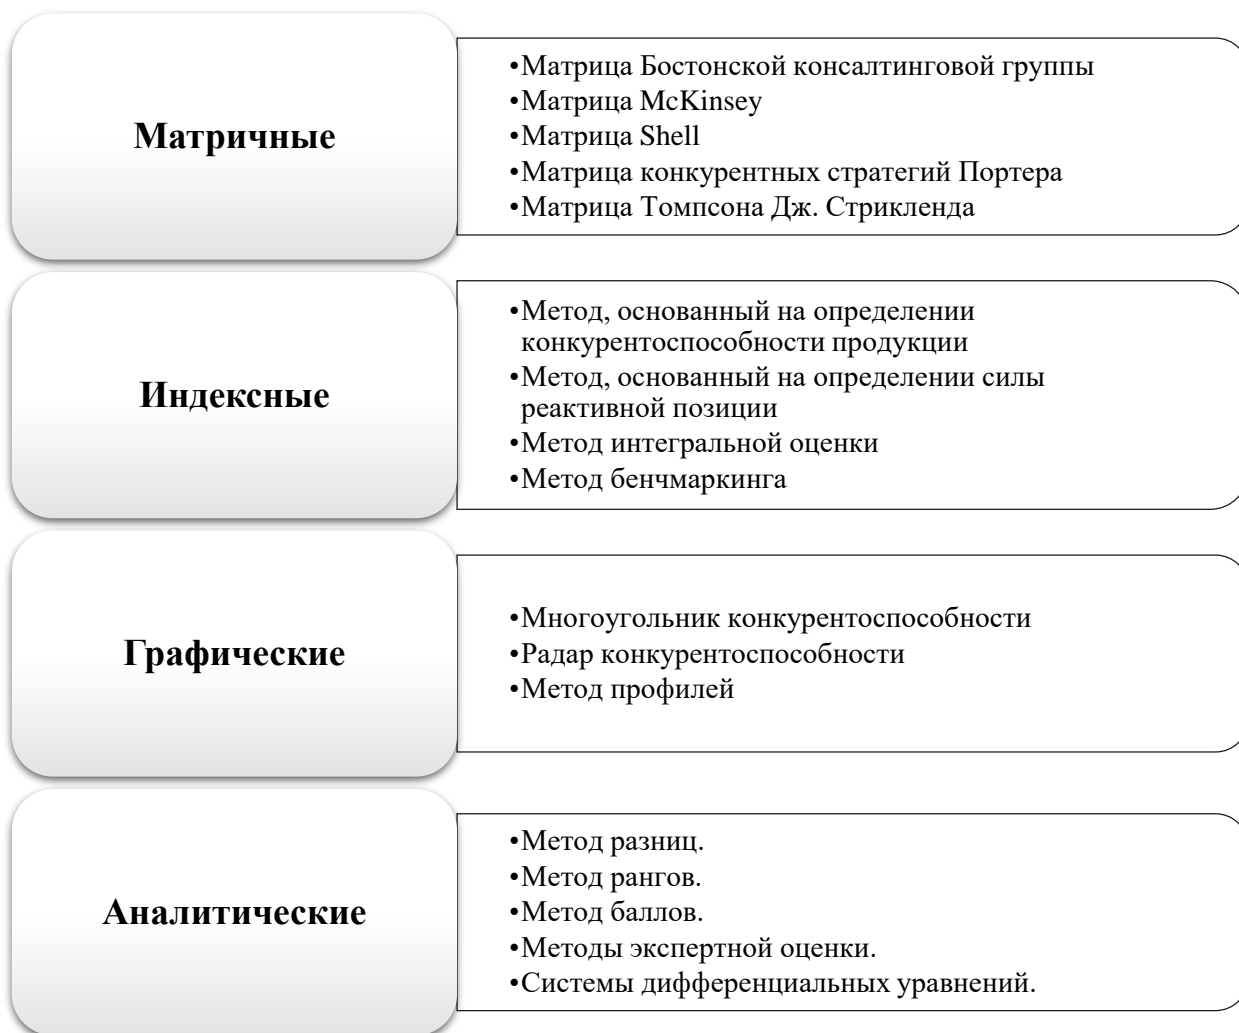 Матричные
•Матрица Бостонской консалтинговой группы
•Матрица McKinsey
•Матрица Shell
•Матрица конкурентных стратегий Портера
•Матрица Томпсона Дж. Стрикленда
Индексные
•Метод, основанный на определении
конкурентоспособности продукции
•Метод, основанный на определении силы
реактивной позиции
•Метод интегральной оценки
•Метод бенчмаркинга
Графические
•Многоугольник конкурентоспособности
•Радар конкурентоспособности
•Метод профилей
Аналитические
•Метод разниц.
•Метод рангов.
•Метод баллов.
•Методы экспертной оценки.
•Системы дифференциальных уравнений.